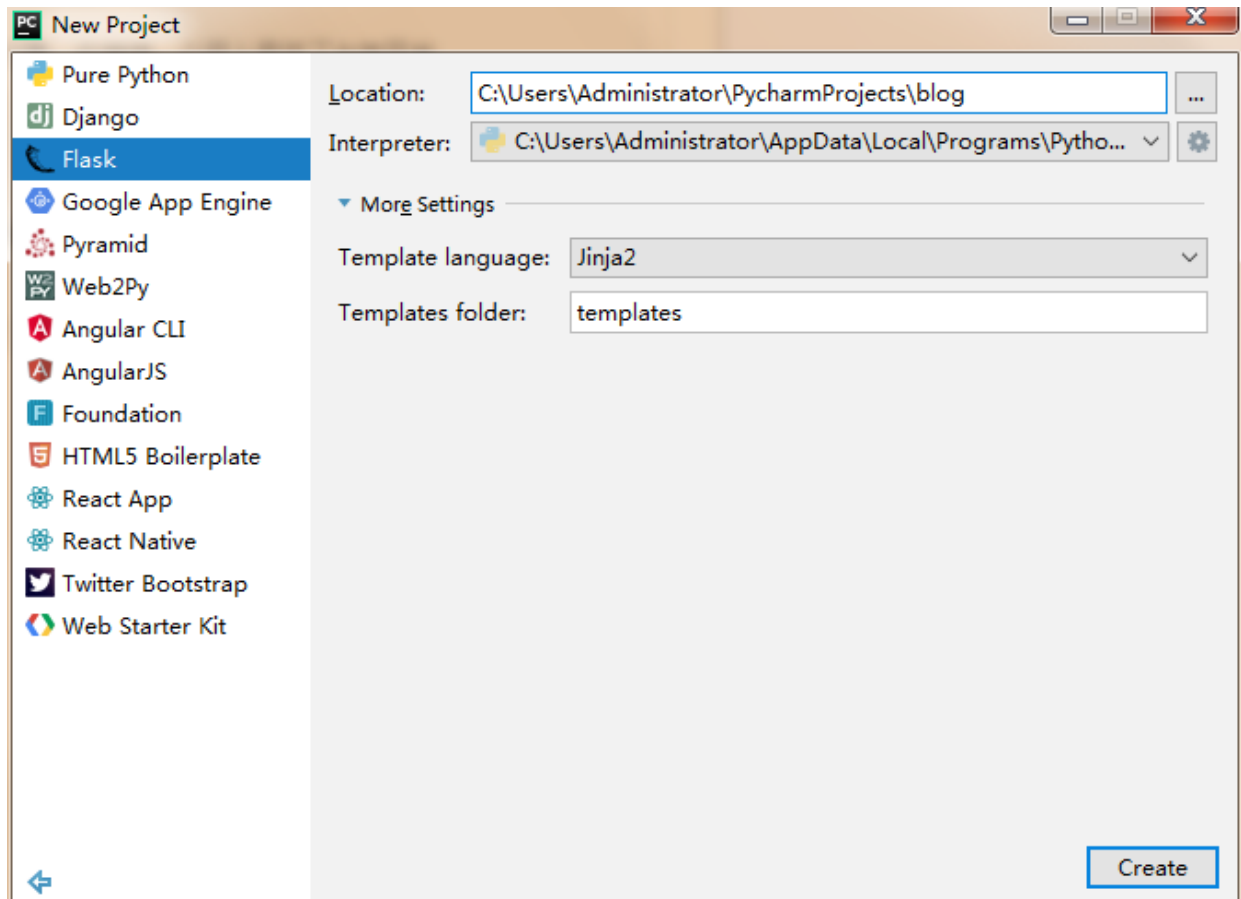 New Project
Pure Python
Django
Flask
Google App Engine
Pyramid
Web2Py
Angular CLI
AngularJS
Foundation
HTML5 Boilerplate
React App
React Native
Twitter Bootstrap
Web Starter Kit
Location: C:\Users\Administrator\PycharmProjects\blog ...
Interpreter: C:\Users\Administrator\AppData\Local\Programs\Pytho...
More Settings
Template language: Jinja2
Templates folder: templates
Create